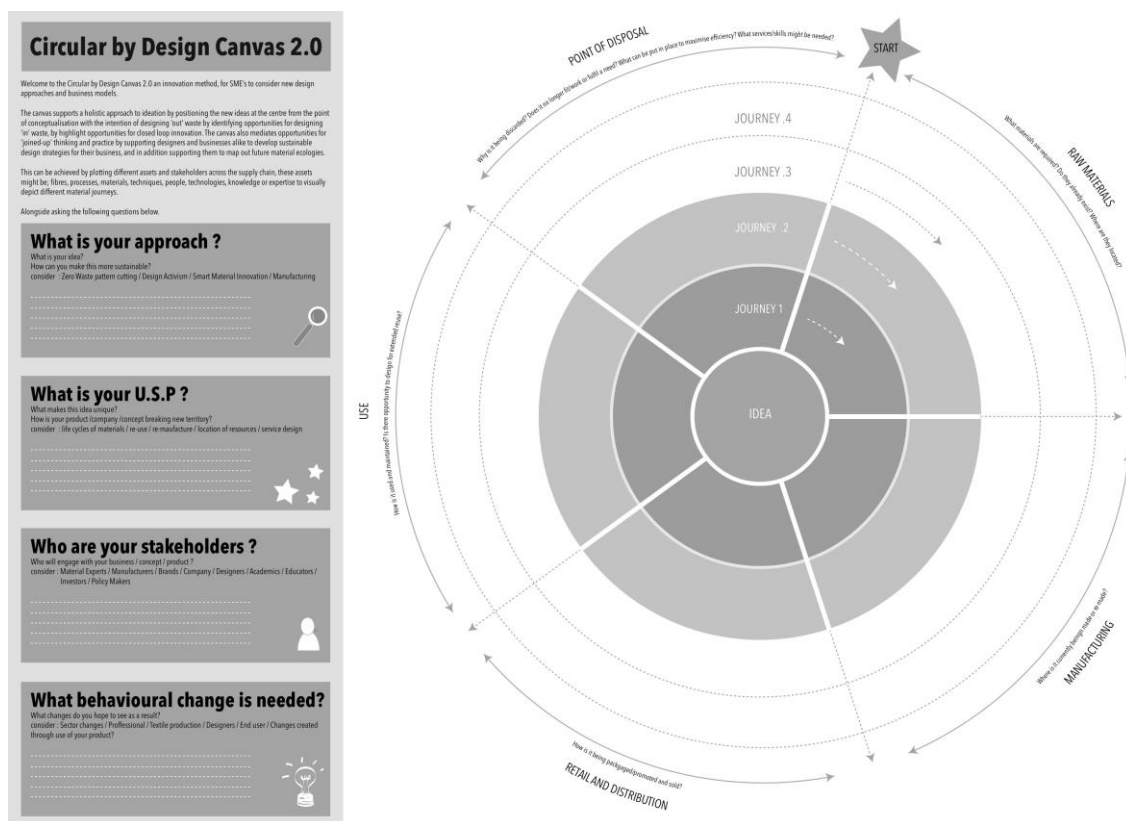 Circular by Design Canvas 2.0
Welcome to the Circular by Design Canvas 2.0 an innovation method, for SME's to consider new design
approaches and business models.
The canvas supports a holistic approach to ideation by positioning the new ideas at the centre from the point
of conceptualisation with the intention of designing 'out' waste by identifying opportunities for designing
'in' waste, by highlight opportunities for closed loop innovation. The canvas also mediates opportunities for
'joined-up' thinking and practice by supporting designers and businesses alike to develop sustainable
design strategies for their business, and in addition supporting them to map out future material ecologies.
This can be achieved by plotting different assets and stakeholders across the supply chain, these assets
might be, fibres, processes, materials, techniques, people, technologies, knowledge or expertise to visually
depict different material journeys.
Alongside asking the following questions below.
What is your approach ?
What is your idea?
How can you make this more sustainable?
consider : Zero Waste pattern cutting / Design Activism / Smart Material Innovation / Manufacturing
What is your U.S.P ?
What makes this idea unique?
How is your product /company /concept breaking new territory?
consider : life cycles of materials / re-use / re-maufacture / location of resources / service design
Who are your stakeholders ?
Who will engage with your business / concept / product ?
consider : Material Experts / Manufacturers / Brands / Company / Designers / Academics / Educators /
Investors / Policy Makers
What behavioural change is needed?
What changes do you hope to see as a result?
consider : Sector changes / Proffessional / Textile production / Designers / End user / Changes created
through use of your product?
START
RAW MATERIALS
What materials are required? Do they already exist? Where are they located?
MANUFACTURING
Where is it currently beings made or re-made?
RETAIL AND DISTRIBUTION
How is it being packgaged/promoted and sold?
USE
How is it used and maintained? Is there opportunity to design for extended reuse?
POINT OF DISPOSAL
Why is it being discarded? Does it no longer fit/work or fulfil a need? What can be put in place to maximise efficiency? What services/skills might be needed?
JOURNEY .4
JOURNEY .3
JOURNEY .2
JOURNEY 1
IDEA